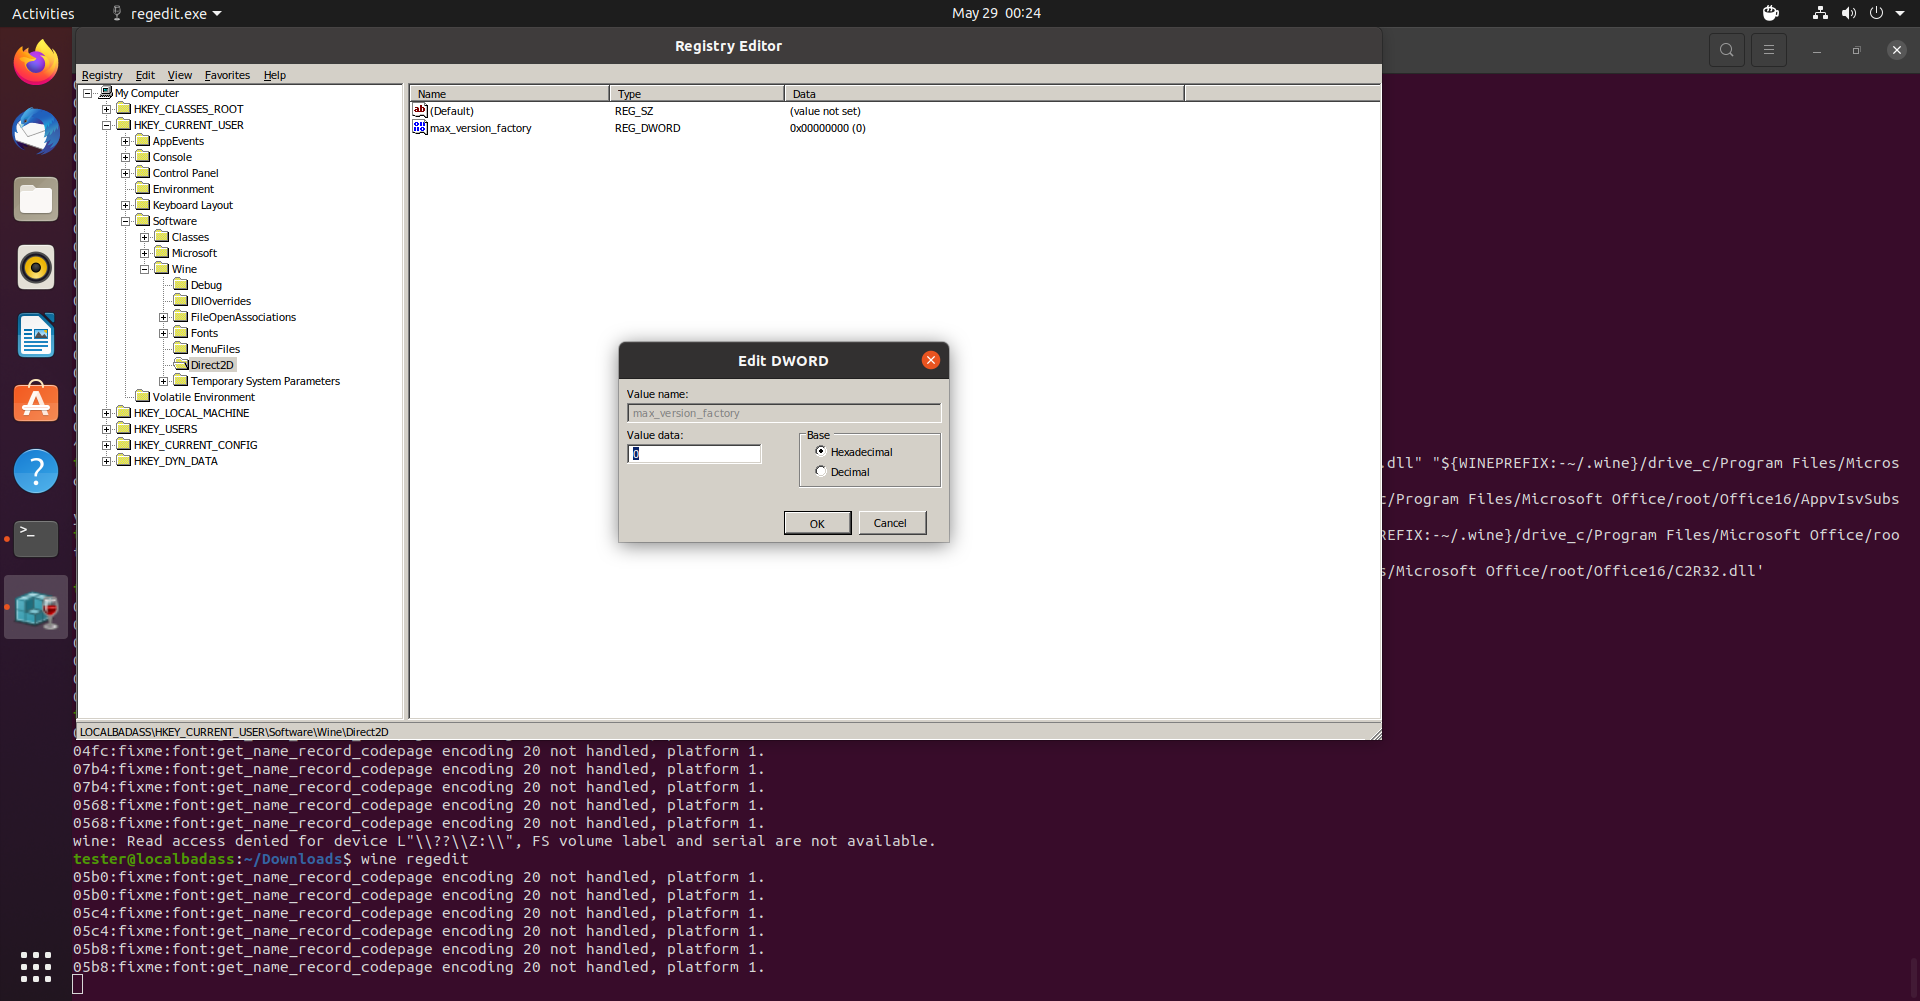 Activities
regedit.exe
May 29 00:24
Registry Editor
Registry Edit View Favorites Help
My Computer
HKEY_CLASSES_ROOT
HKEY_CURRENT_USER
AppEvents
Console
Control Panel
Environment
Keyboard Layout
Software
Classes
Microsoft
Wine
Debug
DllOverrides
FileOpenAssociations
Fonts
MenuFiles
Direct2D
Temporary System Parameters
Volatile Environment
HKEY_LOCAL_MACHINE
HKEY_USERS
HKEY_CURRENT_CONFIG
HKEY_DYN_DATA
Name Type Data
(Default) REG_SZ (value not set)
max_version_factory REG_DWORD 0x00000000 (0)
Edit DWORD
Value name:
max_version_factory
Value data:
0
Base
Hexadecimal
Decimal
OK Cancel
.dll" "${WINEPREFIX:-~/.wine}/drive_c/Program Files/Micros
/Program Files/Microsoft Office/root/Office16/AppvIsvSubs
REFIX:-~/.wine}/drive_c/Program Files/Microsoft Office/roo
/Microsoft Office/root/Office16/C2R32.dll'
LOCALBADASS\HKEY_CURRENT_USER\Software\Wine\Direct2D
04fc:fixme:font:get_name_record_codepage encoding 20 not handled, platform 1.
07b4:fixme:font:get_name_record_codepage encoding 20 not handled, platform 1.
07b4:fixme:font:get_name_record_codepage encoding 20 not handled, platform 1.
0568:fixme:font:get_name_record_codepage encoding 20 not handled, platform 1.
0568:fixme:font:get_name_record_codepage encoding 20 not handled, platform 1.
wine: Read access denied for device L"\\??\\Z:\\", FS volume label and serial are not available.
tester@localbadass:~/Downloads$ wine regedit
05b0:fixme:font:get_name_record_codepage encoding 20 not handled, platform 1.
05b0:fixme:font:get_name_record_codepage encoding 20 not handled, platform 1.
05c4:fixme:font:get_name_record_codepage encoding 20 not handled, platform 1.
05c4:fixme:font:get_name_record_codepage encoding 20 not handled, platform 1.
05b8:fixme:font:get_name_record_codepage encoding 20 not handled, platform 1.
05b8:fixme:font:get_name_record_codepage encoding 20 not handled, platform 1.